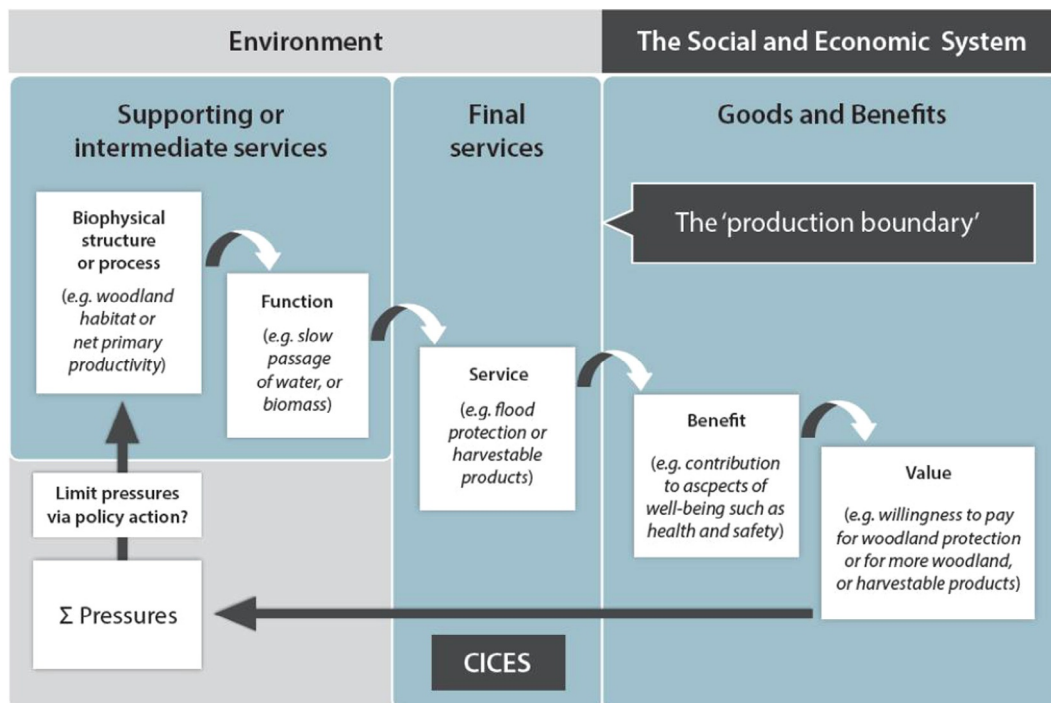 Environment
The Social and Economic System
Supporting or
intermediate services
Final
services
Goods and Benefits
Biophysical
structure
or process
(e.g. woodland
habitat or
net primary
productivity)
Function
(e.g. slow
passage
of water, or
biomass)
Service
(e.g. flood
protection or
harvestable
products)
The ‘production boundary’
Benefit
(e.g. contribution
to ascpects of
well-being such as
health and safety)
Value
(e.g. willingness to pay
for woodland protection
or for more woodland,
or harvestable products)
Limit pressures
via policy action?
Σ Pressures
CICES